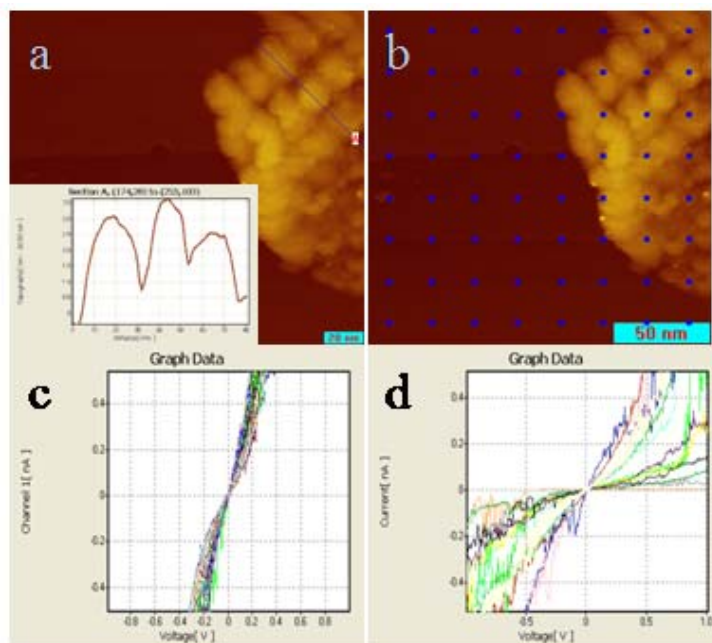 a
b
20 nm
50 nm
Graph Data
Graph Data
c
d
0.4
0.2
0
-0.2
-0.4
Channel 1[ nA ]
-0.8 -0.6 -0.4 -0.2 0 0.2 0.4 0.6 0.8
Voltage[ V ]
0.4
0.2
0.0
-0.2
-0.4
Current[ nA ]
-0.5 0.0 0.5 1.0
Voltage[ V ]